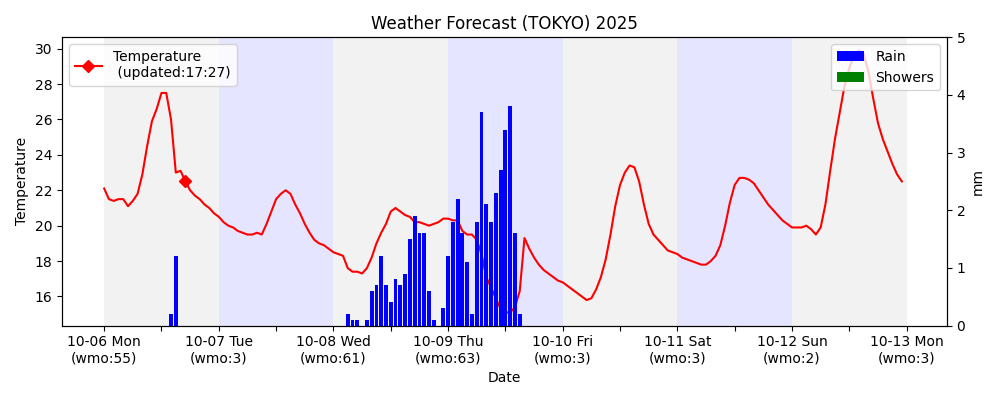 Weather Forecast (TOKYO) 2025
Temperature
(updated:17:27)
Rain
Showers
Temperature
30
28
26
24
22
20
18
16
5
4
3
2
1
0
mm
10-06 Mon
(wmo:55)
10-07 Tue
(wmo:3)
10-08 Wed
(wmo:61)
10-09 Thu
(wmo:63)
10-10 Fri
(wmo:3)
10-11 Sat
(wmo:3)
10-12 Sun
(wmo:2)
10-13 Mon
(wmo:3)
Date